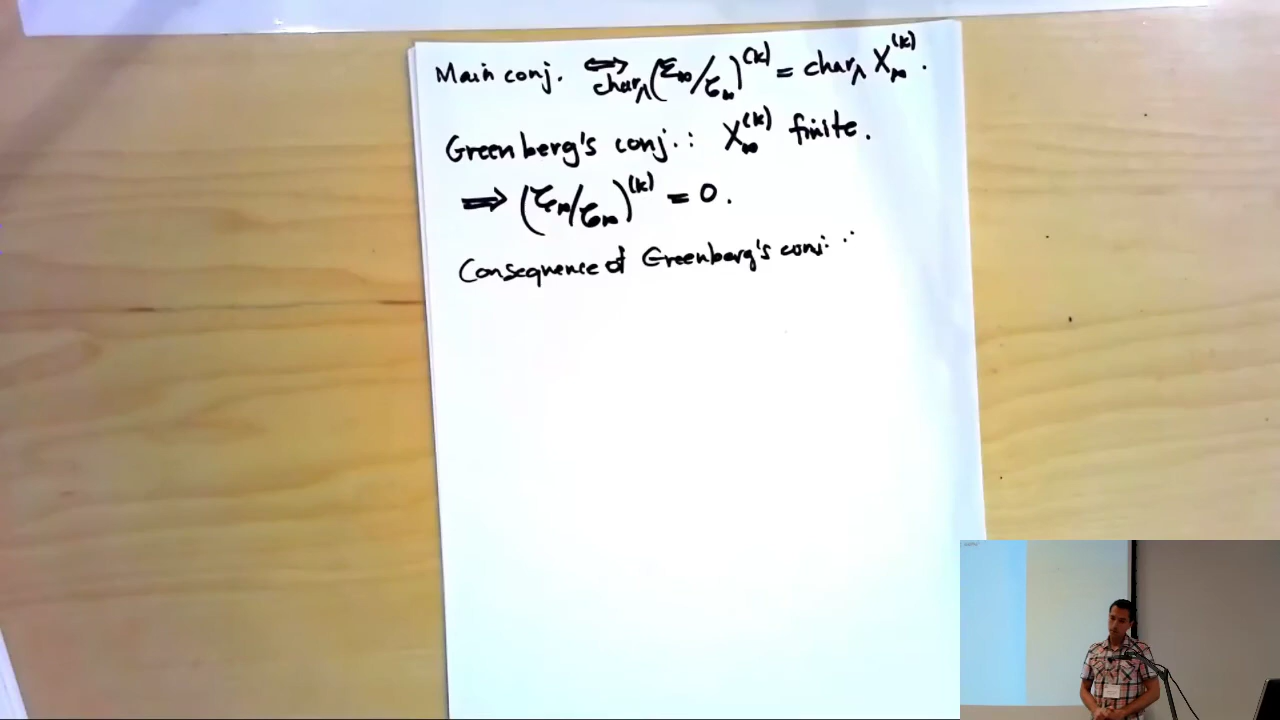 Main conj. ⟺ char_Λ(ℰ_∞/𝒞_∞)^(k) = char_Λ X_∞^(k).
Greenberg's conj.: X_∞^(k) finite.
⟹ (ℰ_∞/𝒞_∞)^(k) = 0.
Consequence of Greenberg's conj.